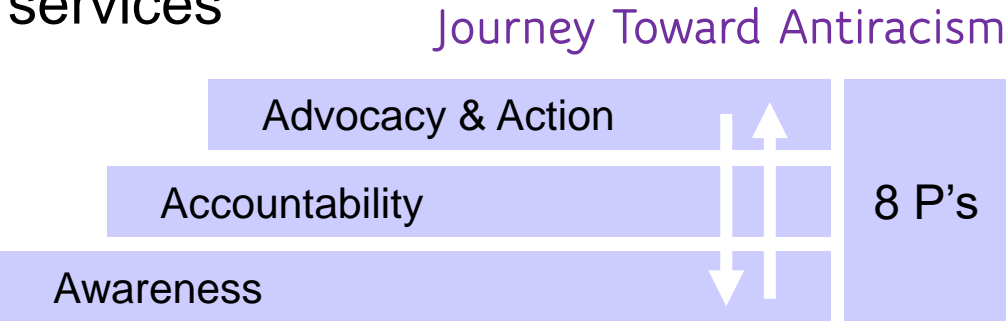 services
Journey Toward Antiracism
Advocacy & Action
Accountability
8 P's
Awareness